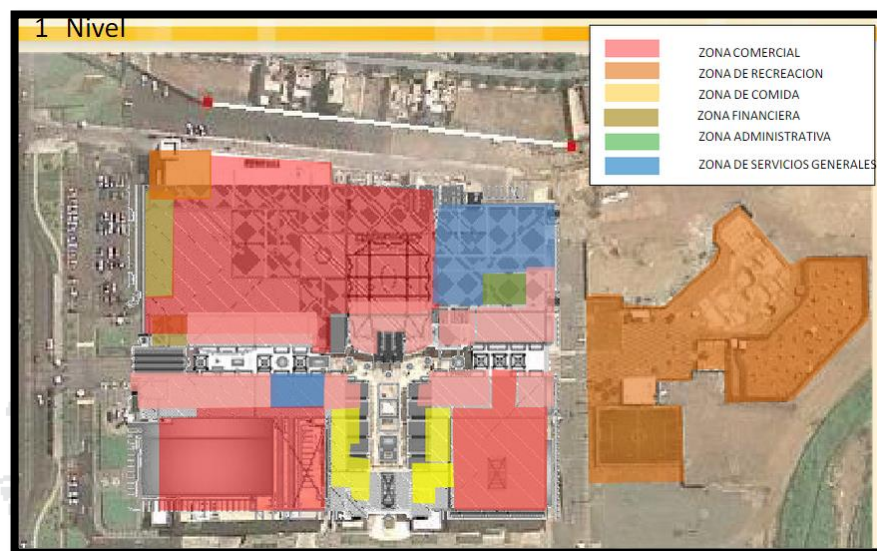 1 Nivel
ZONA COMERCIAL
ZONA DE RECREACION
ZONA DE COMIDA
ZONA FINANCIERA
ZONA ADMINISTRATIVA
ZONA DE SERVICIOS GENERALES